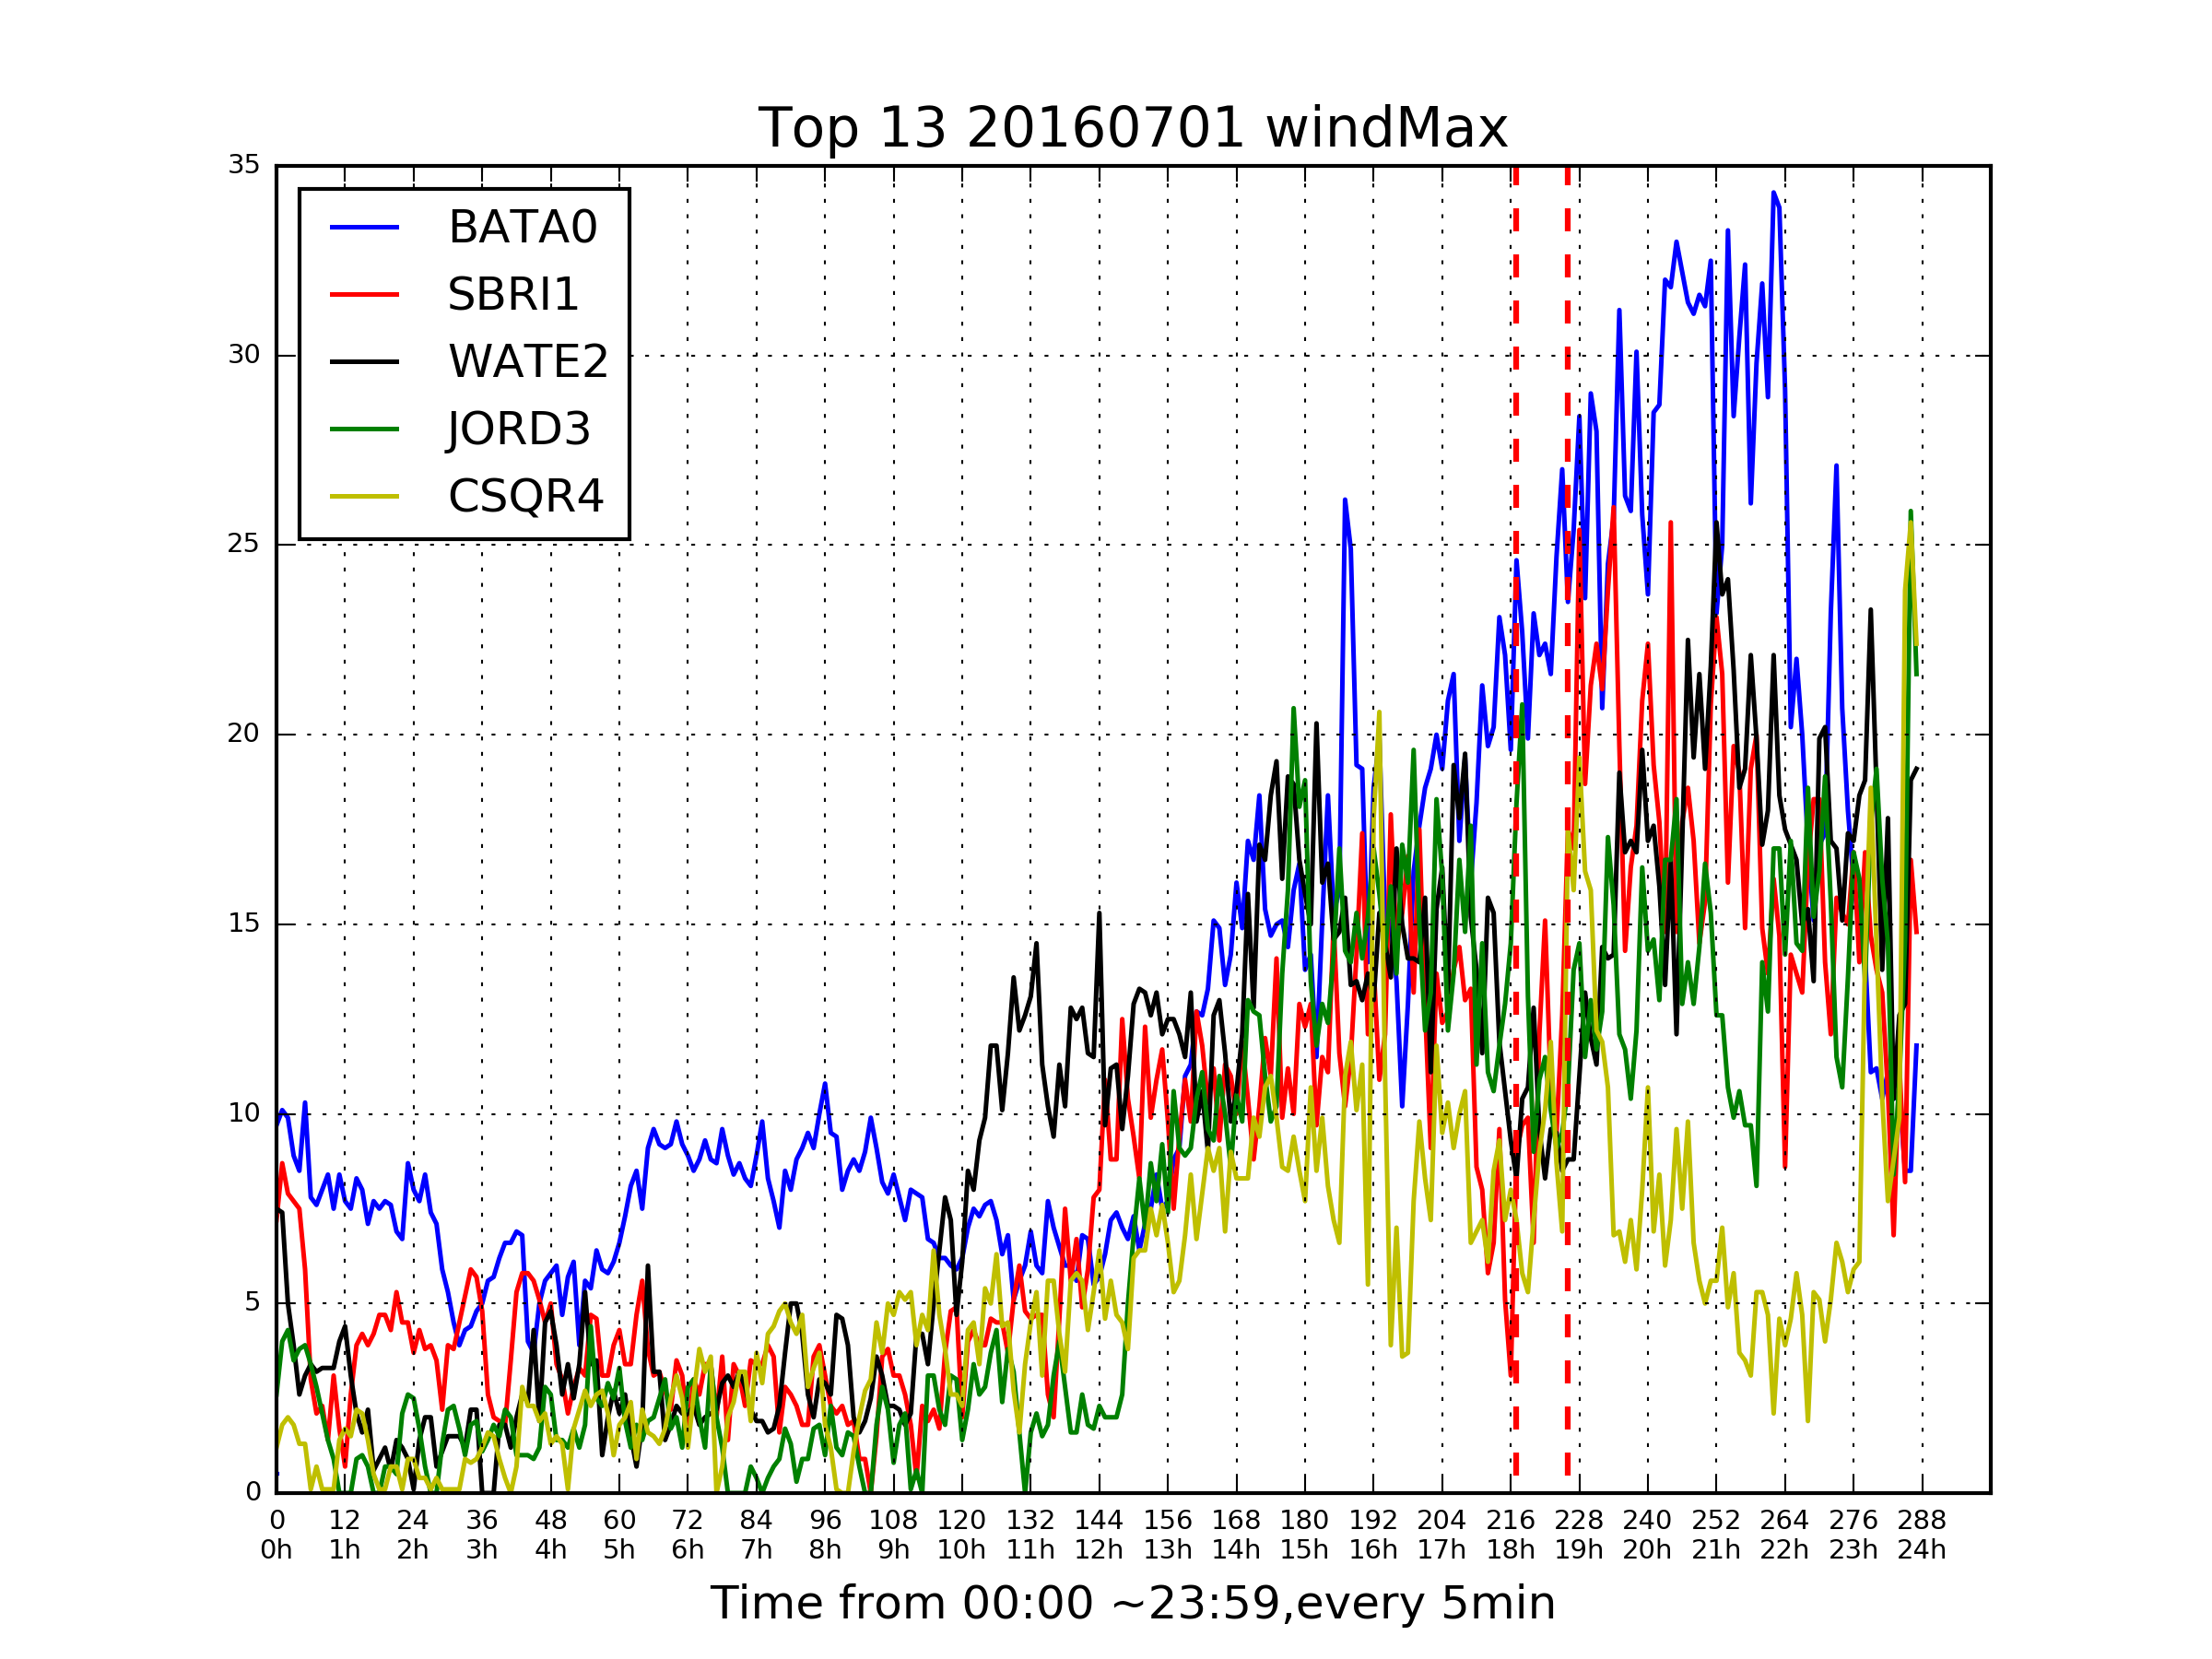 Top 13 20160701 windMax
35
30
25
20
15
10
5
0
BATA0
SBRI1
WATE2
JORD3
CSQR4
0 12 24 36 48 60 72 84 96 108 120 132 144 156 168 180 192 204 216 228 240 252 264 276 288
0h 1h 2h 3h 4h 5h 6h 7h 8h 9h 10h 11h 12h 13h 14h 15h 16h 17h 18h 19h 20h 21h 22h 23h 24h
Time from 00:00 ~23:59,every 5min